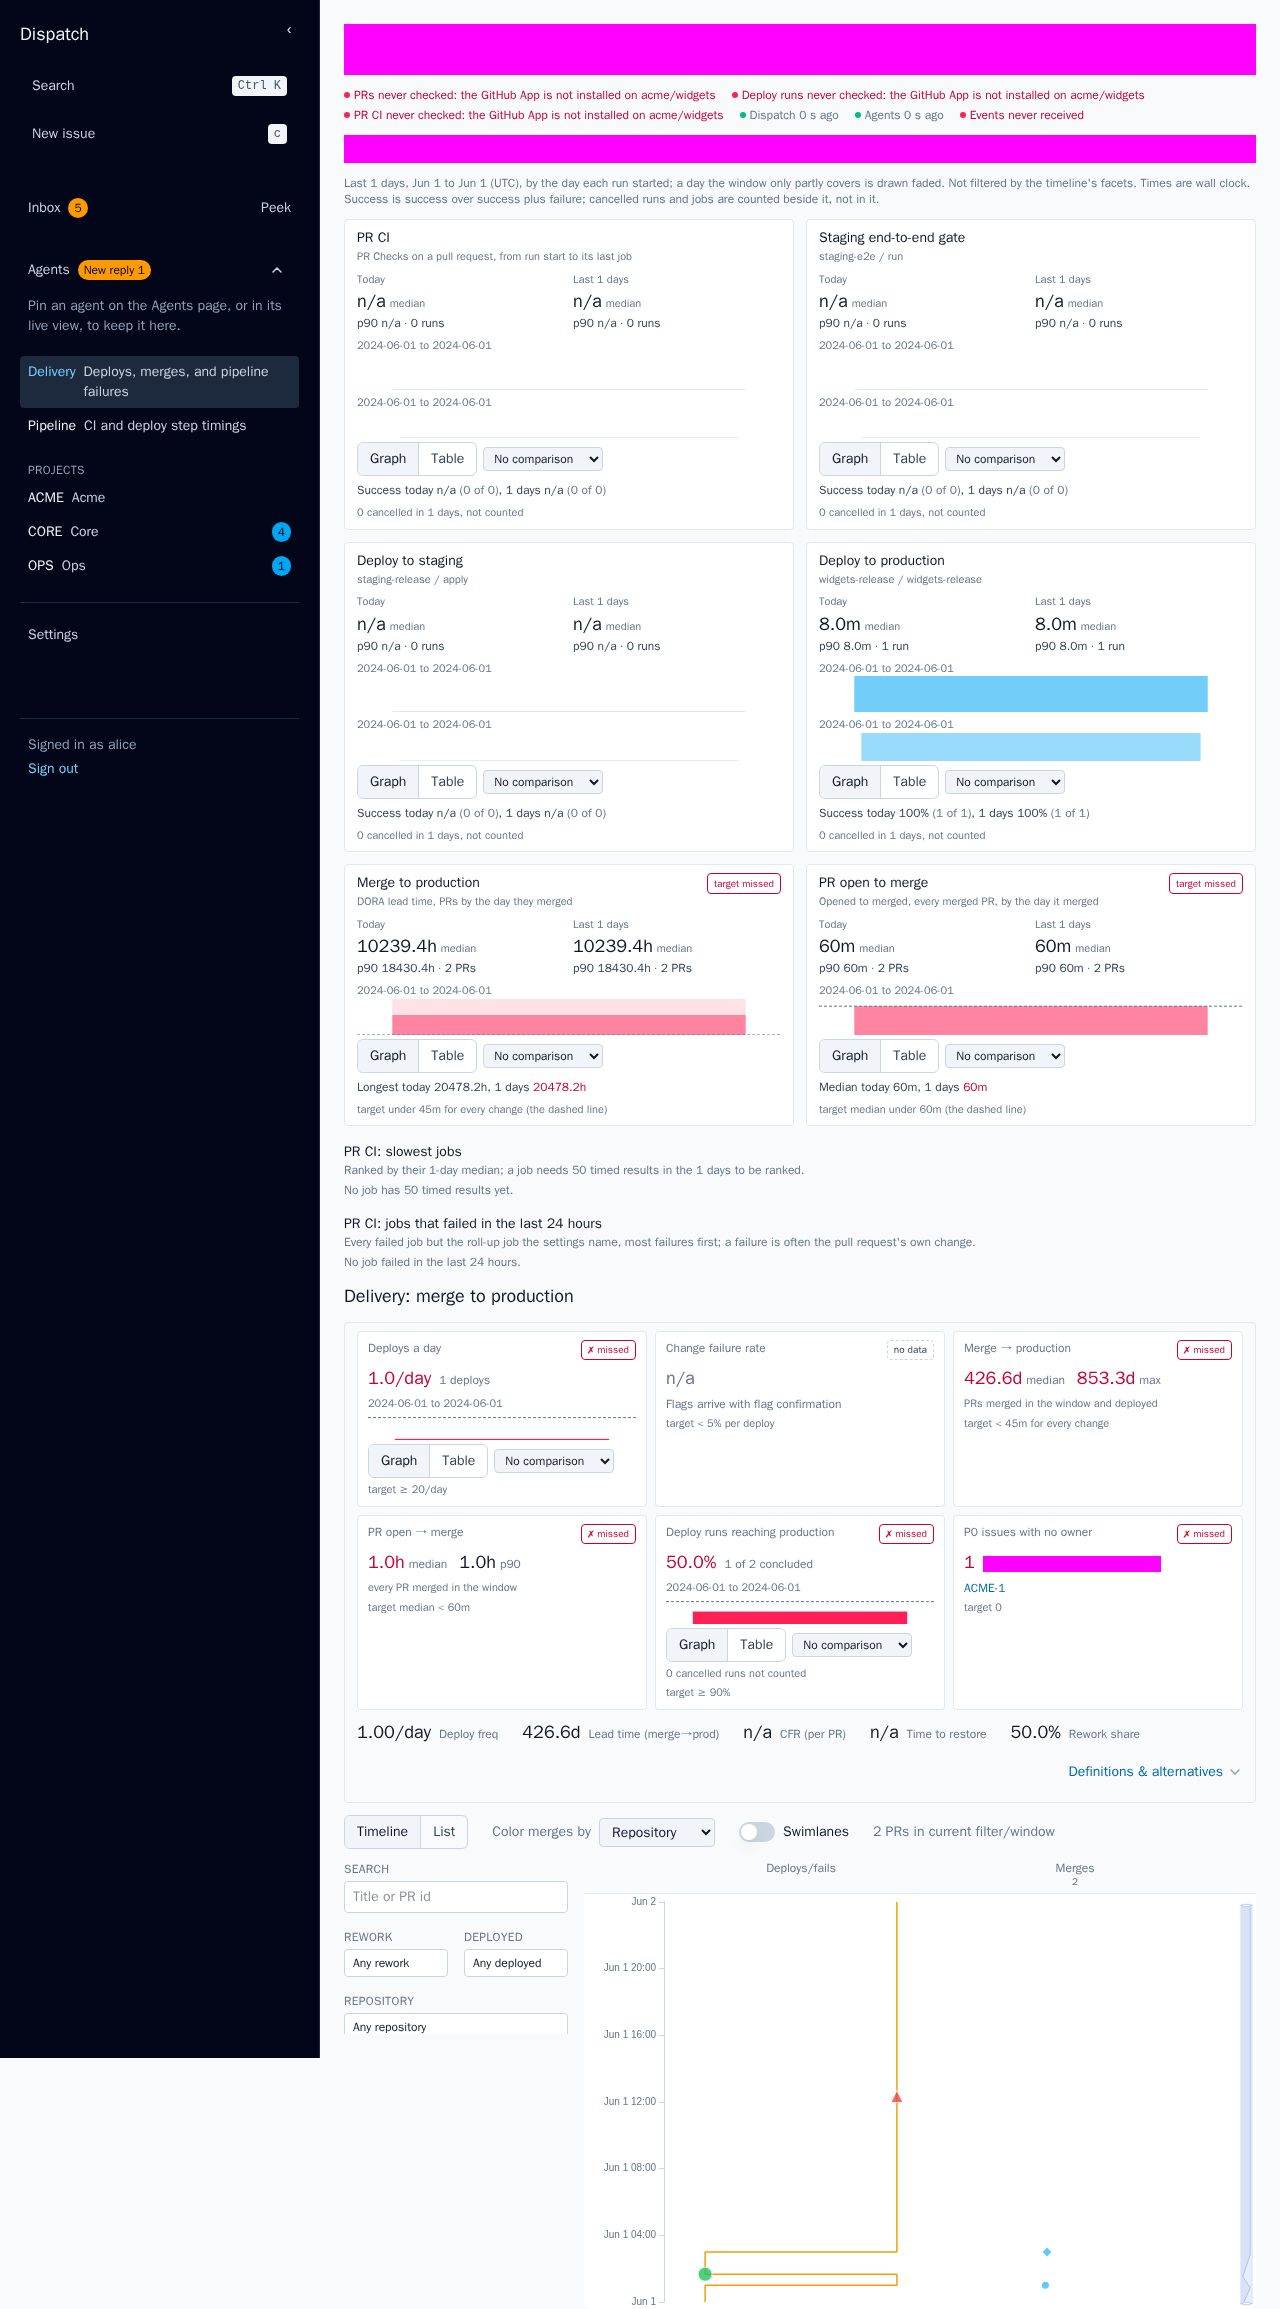 Dispatch
‹
Search
Ctrl K
New issue
C
Inbox 5
Peek
Agents New reply 1
Pin an agent on the Agents page, or in its
live view, to keep it here.
Delivery Deploys, merges, and pipeline
failures
Pipeline CI and deploy step timings
PROJECTS
ACME Acme
CORE Core 4
OPS Ops 1
Settings
Signed in as alice
Sign out
PRs never checked: the GitHub App is not installed on acme/widgets Deploy runs never checked: the GitHub App is not installed on acme/widgets
PR CI never checked: the GitHub App is not installed on acme/widgets Dispatch 0 s ago Agents 0 s ago Events never received
Last 1 days, Jun 1 to Jun 1 (UTC), by the day each run started; a day the window only partly covers is drawn faded. Not filtered by the timeline's facets. Times are wall clock.
Success is success over success plus failure; cancelled runs and jobs are counted beside it, not in it.
PR CI
PR Checks on a pull request, from run start to its last job
Today Last 1 days
n/a median n/a median
p90 n/a · 0 runs p90 n/a · 0 runs
2024-06-01 to 2024-06-01
2024-06-01 to 2024-06-01
Graph Table No comparison
Success today n/a (0 of 0), 1 days n/a (0 of 0)
0 cancelled in 1 days, not counted
Staging end-to-end gate
staging-e2e / run
Today Last 1 days
n/a median n/a median
p90 n/a · 0 runs p90 n/a · 0 runs
2024-06-01 to 2024-06-01
2024-06-01 to 2024-06-01
Graph Table No comparison
Success today n/a (0 of 0), 1 days n/a (0 of 0)
0 cancelled in 1 days, not counted
Deploy to staging
staging-release / apply
Today Last 1 days
n/a median n/a median
p90 n/a · 0 runs p90 n/a · 0 runs
2024-06-01 to 2024-06-01
2024-06-01 to 2024-06-01
Graph Table No comparison
Success today n/a (0 of 0), 1 days n/a (0 of 0)
0 cancelled in 1 days, not counted
Deploy to production
widgets-release / widgets-release
Today Last 1 days
8.0m median 8.0m median
p90 8.0m · 1 run p90 8.0m · 1 run
2024-06-01 to 2024-06-01
2024-06-01 to 2024-06-01
Graph Table No comparison
Success today 100% (1 of 1), 1 days 100% (1 of 1)
0 cancelled in 1 days, not counted
Merge to production target missed
DORA lead time, PRs by the day they merged
Today Last 1 days
10239.4h median 10239.4h median
p90 18430.4h · 2 PRs p90 18430.4h · 2 PRs
2024-06-01 to 2024-06-01
Graph Table No comparison
Longest today 20478.2h, 1 days 20478.2h
target under 45m for every change (the dashed line)
PR open to merge target missed
Opened to merged, every merged PR, by the day it merged
Today Last 1 days
60m median 60m median
p90 60m · 2 PRs p90 60m · 2 PRs
2024-06-01 to 2024-06-01
Graph Table No comparison
Median today 60m, 1 days 60m
target median under 60m (the dashed line)
PR CI: slowest jobs
Ranked by their 1-day median; a job needs 50 timed results in the 1 days to be ranked.
No job has 50 timed results yet.
PR CI: jobs that failed in the last 24 hours
Every failed job but the roll-up job the settings name, most failures first; a failure is often the pull request's own change.
No job failed in the last 24 hours.
Delivery: merge to production
Deploys a day ✗ missed
1.0/day 1 deploys
2024-06-01 to 2024-06-01
Graph Table No comparison
target ≥ 20/day
Change failure rate no data
n/a
Flags arrive with flag confirmation
target < 5% per deploy
Merge → production ✗ missed
426.6d median 853.3d max
PRs merged in the window and deployed
target < 45m for every change
PR open → merge ✗ missed
1.0h median 1.0h p90
every PR merged in the window
target median < 60m
Deploy runs reaching production ✗ missed
50.0% 1 of 2 concluded
2024-06-01 to 2024-06-01
Graph Table No comparison
0 cancelled runs not counted
target ≥ 90%
P0 issues with no owner ✗ missed
1
ACME-1
target 0
1.00/day Deploy freq 426.6d Lead time (merge→prod) n/a CFR (per PR) n/a Time to restore 50.0% Rework share
Definitions & alternatives
Timeline List Color merges by Repository Swimlanes 2 PRs in current filter/window
SEARCH
Title or PR id
REWORK DEPLOYED
Any rework Any deployed
REPOSITORY
Any repository
Deploys/fails Merges
2
Jun 2
Jun 1 20:00
Jun 1 16:00
Jun 1 12:00
Jun 1 08:00
Jun 1 04:00
Jun 1